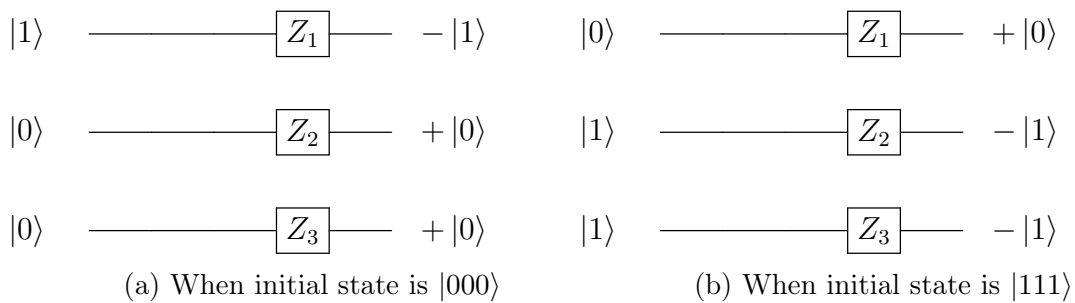 |1⟩ Z₁ − |1⟩ |0⟩ Z₁ + |0⟩
|0⟩ Z₂ + |0⟩ |1⟩ Z₂ − |1⟩
|0⟩ Z₃ + |0⟩ |1⟩ Z₃ − |1⟩
(a) When initial state is |000⟩ (b) When initial state is |111⟩